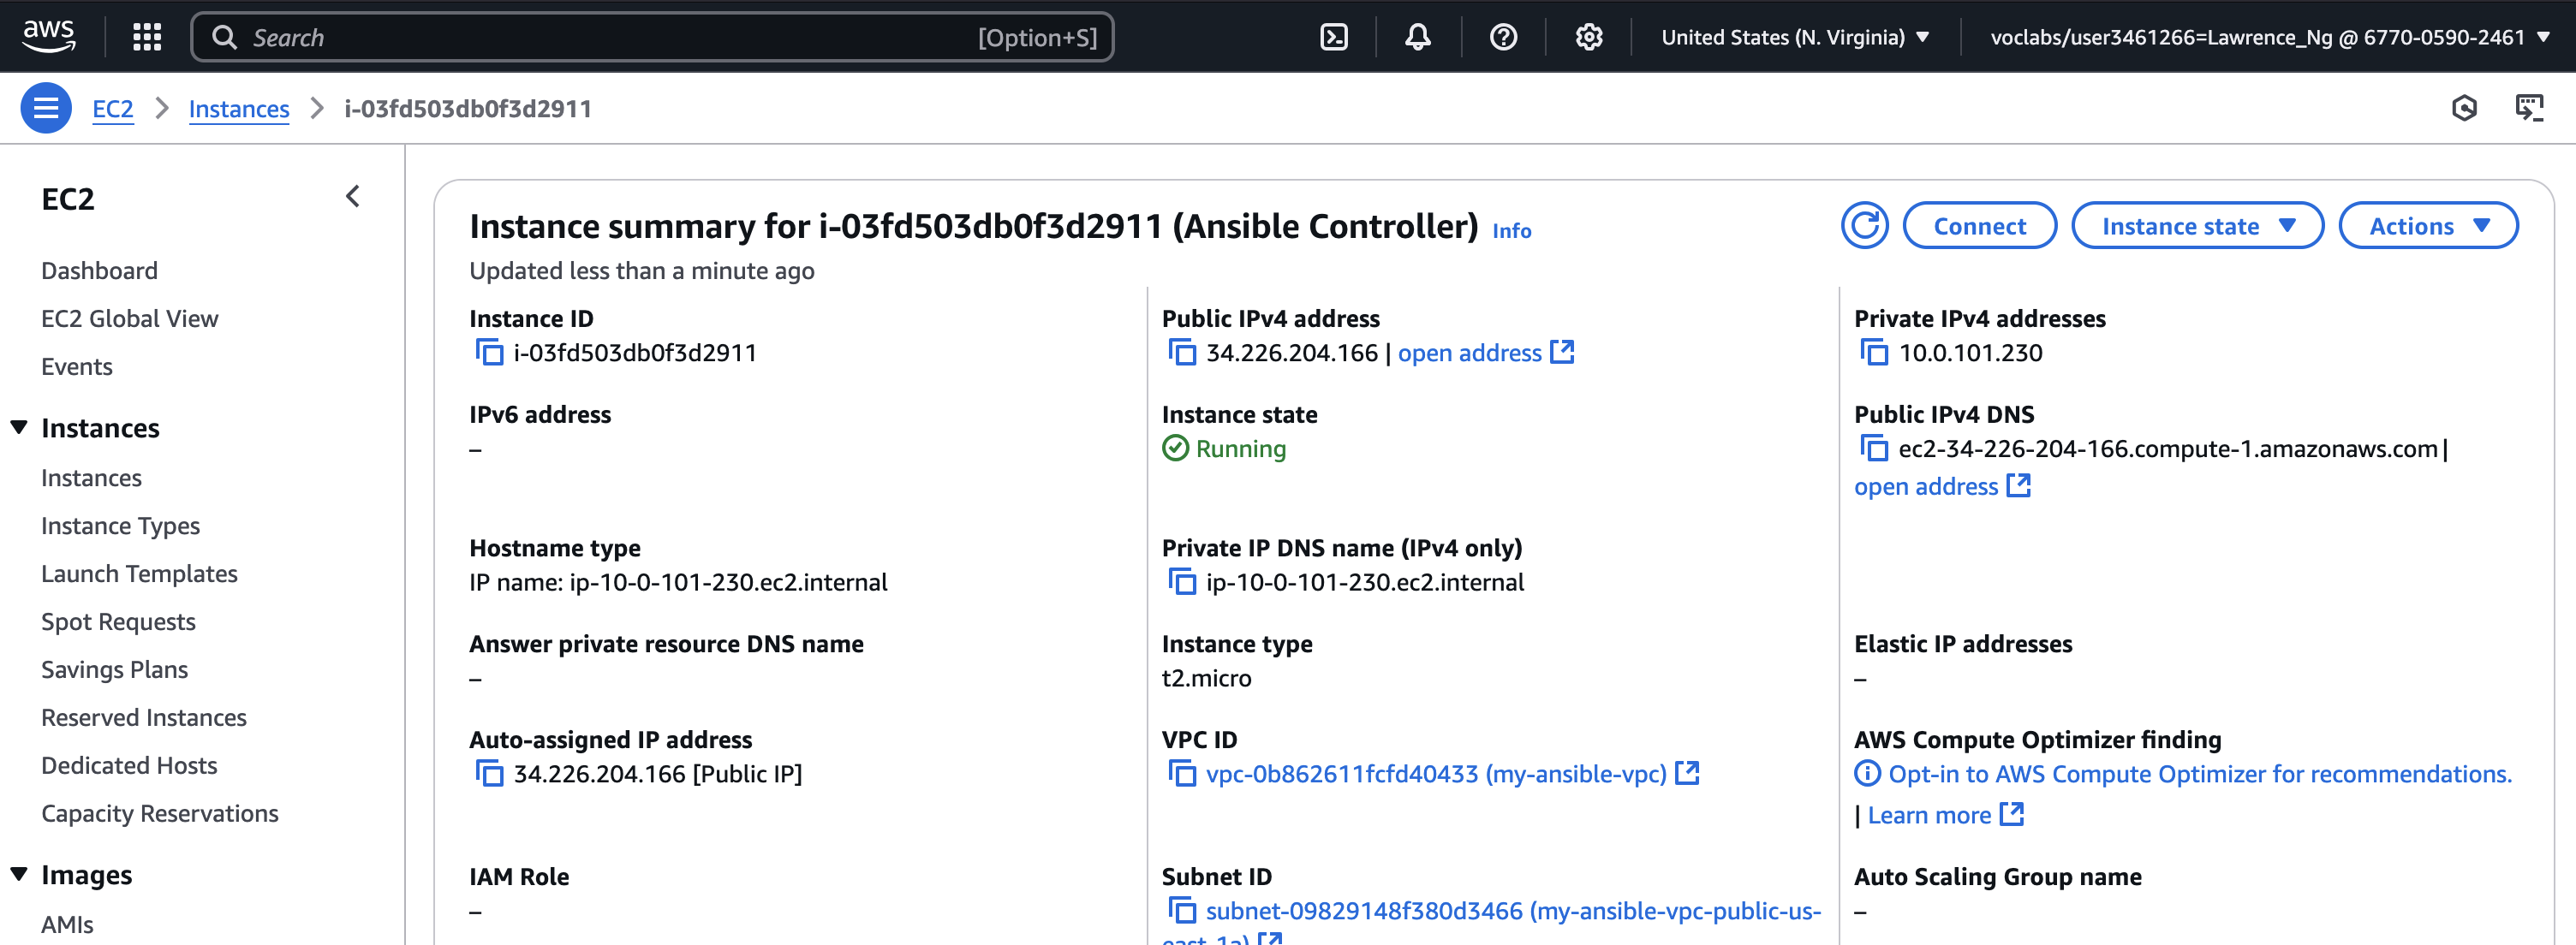 aws
Search [Option+S]
United States (N. Virginia)
voclabs/user3461266=Lawrence_Ng @ 6770-0590-2461
EC2
Instances
i-03fd503db0f3d2911
EC2
Dashboard
EC2 Global View
Events
Instances
Instances
Instance Types
Launch Templates
Spot Requests
Savings Plans
Reserved Instances
Dedicated Hosts
Capacity Reservations
Images
AMIs
Instance summary for i-03fd503db0f3d2911 (Ansible Controller) Info
Updated less than a minute ago
Connect
Instance state
Actions
Instance ID
i-03fd503db0f3d2911
Public IPv4 address
34.226.204.166 | open address
Private IPv4 addresses
10.0.101.230
IPv6 address
–
Instance state
Running
Public IPv4 DNS
ec2-34-226-204-166.compute-1.amazonaws.com |
open address
Hostname type
IP name: ip-10-0-101-230.ec2.internal
Private IP DNS name (IPv4 only)
ip-10-0-101-230.ec2.internal
Answer private resource DNS name
–
Instance type
t2.micro
Elastic IP addresses
–
Auto-assigned IP address
34.226.204.166 [Public IP]
VPC ID
vpc-0b862611fcfd40433 (my-ansible-vpc)
AWS Compute Optimizer finding
Opt-in to AWS Compute Optimizer for recommendations.
| Learn more
IAM Role
–
Subnet ID
subnet-09829148f380d3466 (my-ansible-vpc-public-us-
east-1a)
Auto Scaling Group name
–